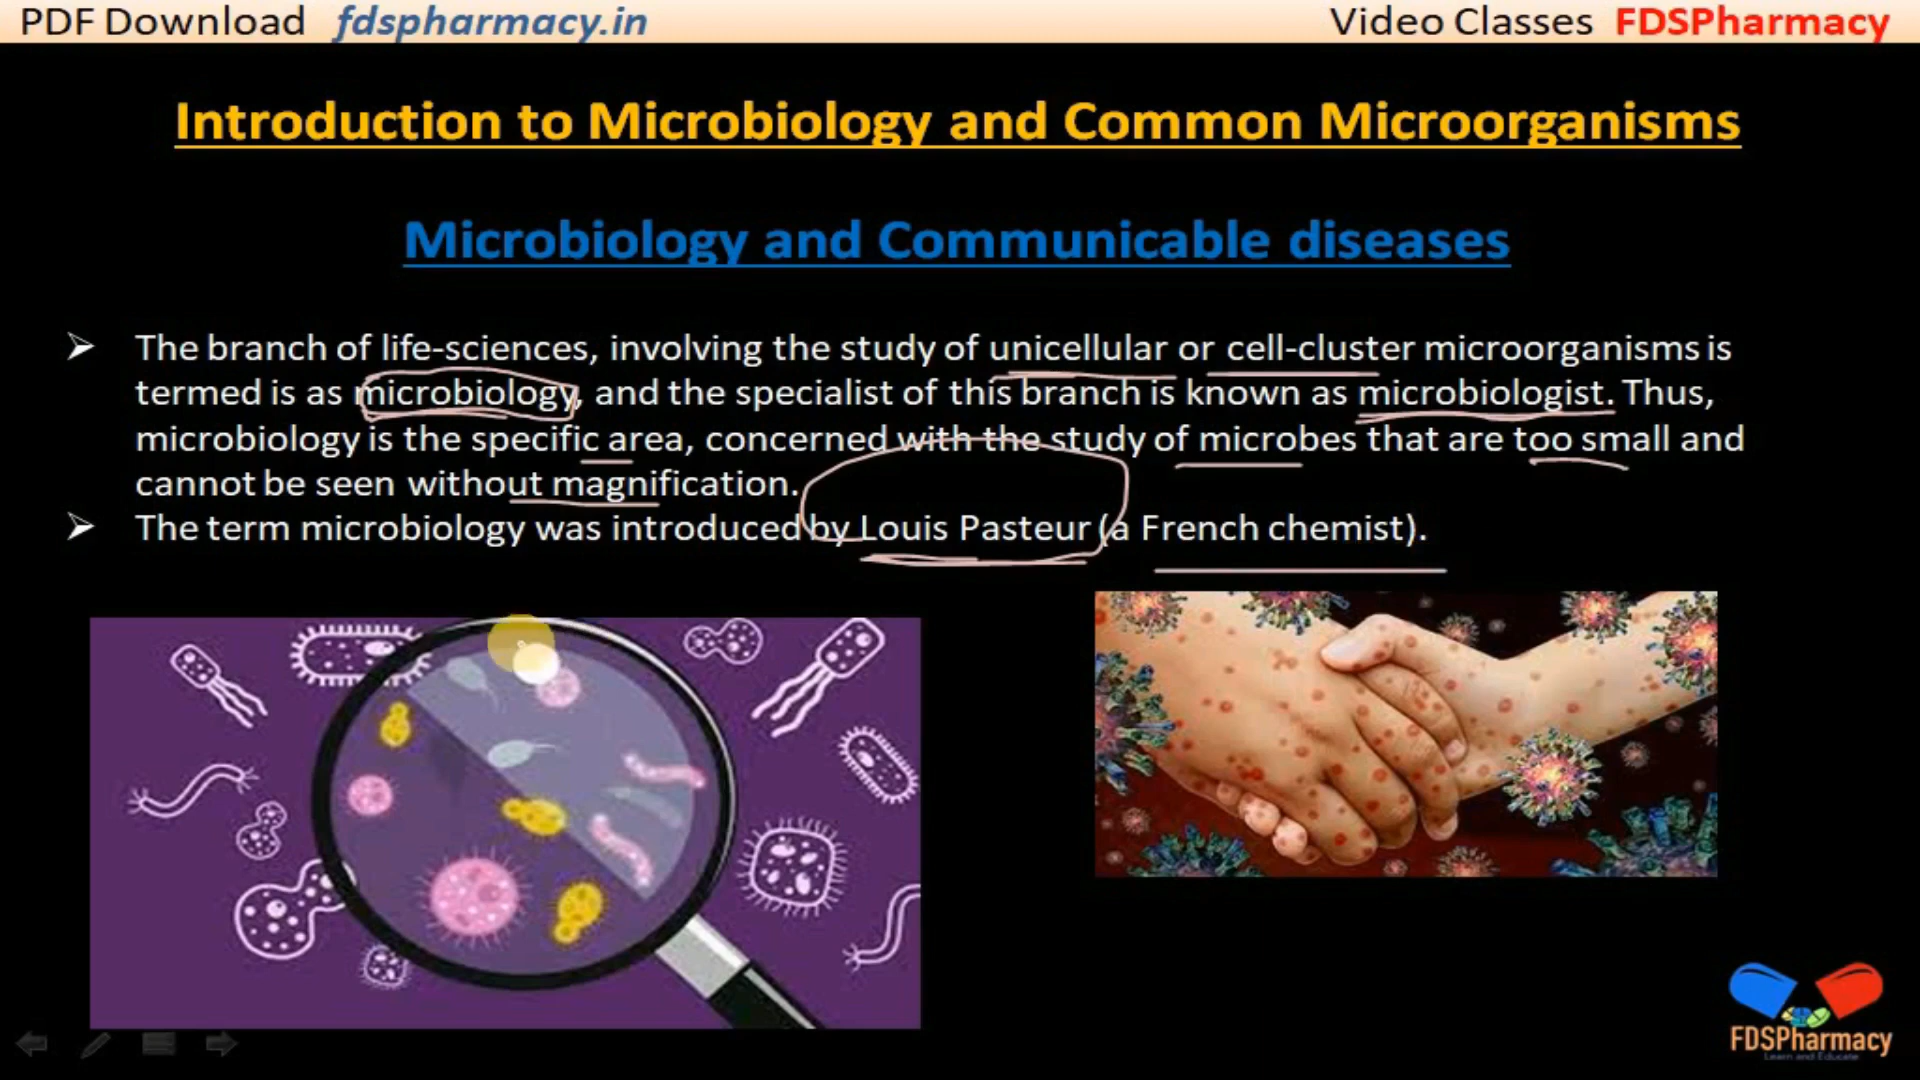 PDF Download fdspharmacy.in Video Classes FDSPharmacy
Introduction to Microbiology and Common Microorganisms
Microbiology and Communicable diseases
➤ The branch of life-sciences, involving the study of unicellular or cell-cluster microorganisms is
termed is as microbiology, and the specialist of this branch is known as microbiologist. Thus,
microbiology is the specific area, concerned with the study of microbes that are too small and
cannot be seen without magnification.
➤ The term microbiology was introduced by Louis Pasteur (a French chemist).
FDSPharmacy
Learn and Educate